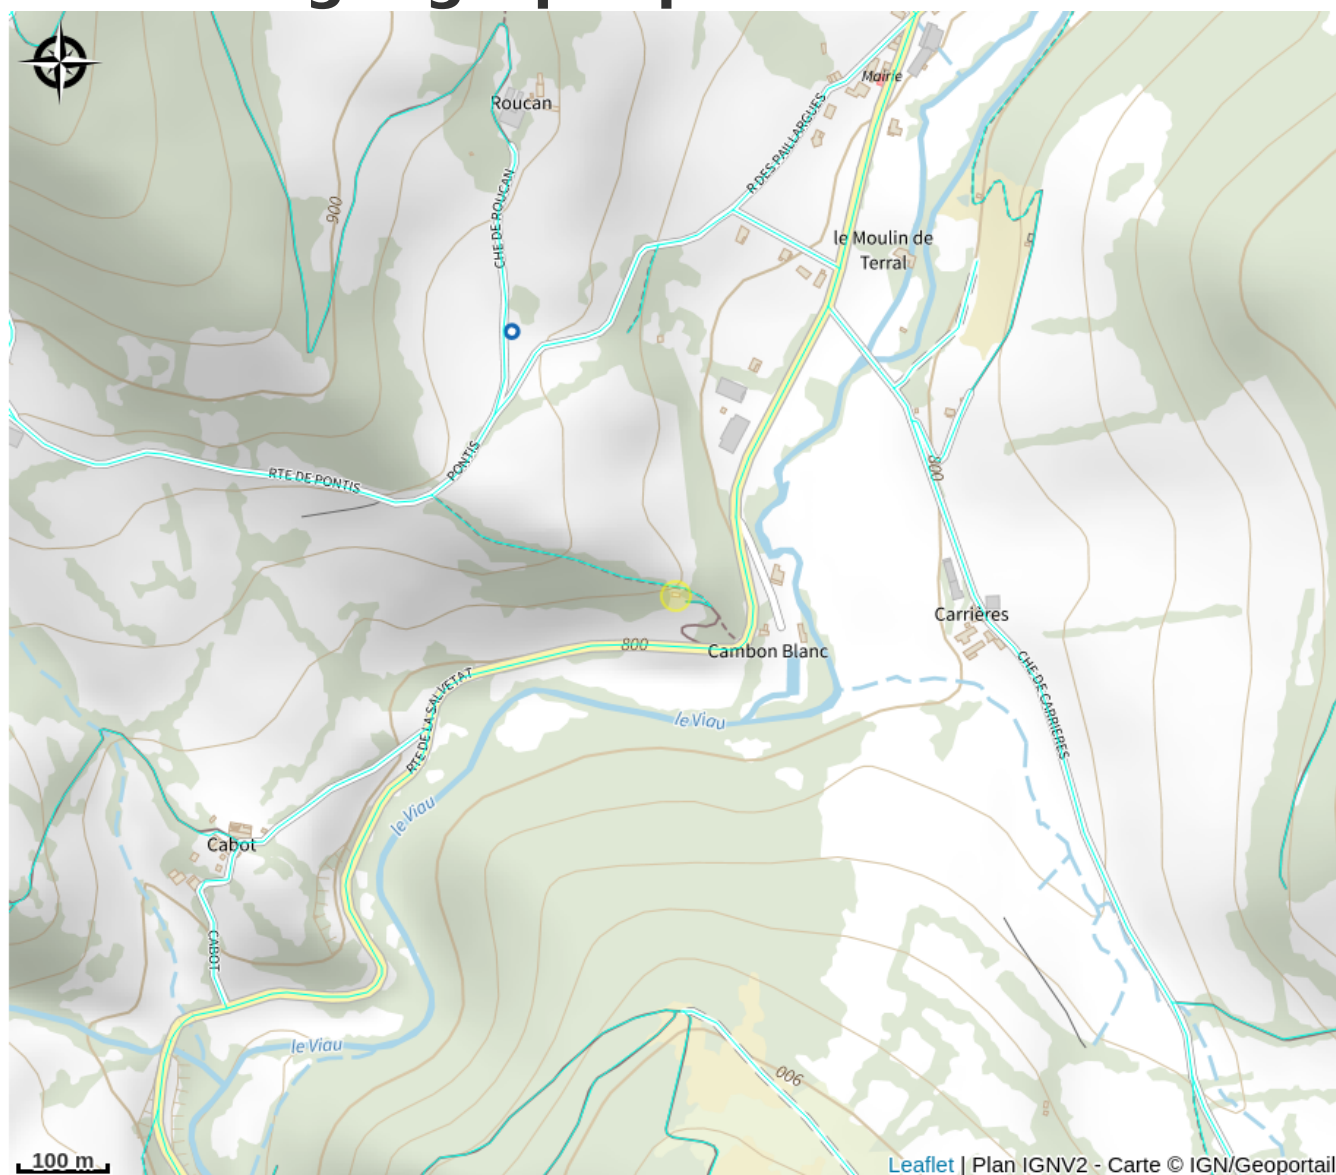 Mairie
Roucan
R DES PAILLARGUES
900
CHE DE ROUCAN
le Moulin de
Terral
PONTIS
RTE DE PONTIS
800
Carrières
800
Cambon Blanc
CHE DE CARRIERES
RTE DE LA SALVETAT
le Viau
le Viau
Cabot
CABOT
le Viau
900
100 m
Leaflet | Plan IGNV2 - Carte © IGN/Geoportail